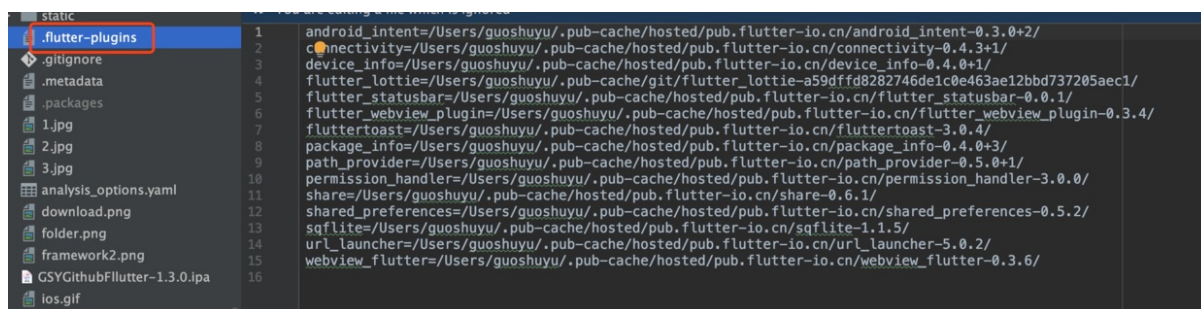 static
.flutter-plugins
.gitignore
.metadata
.packages
1.jpg
2.jpg
3.jpg
analysis_options.yaml
download.png
folder.png
framework2.png
GSYGithubFllutter-1.3.0.ipa
ios.gif
You are editing a file which is ignored
1 android_intent=/Users/guoshuyu/.pub-cache/hosted/pub.flutter-io.cn/android_intent-0.3.0+2/
2 connectivity=/Users/guoshuyu/.pub-cache/hosted/pub.flutter-io.cn/connectivity-0.4.3+1/
3 device_info=/Users/guoshuyu/.pub-cache/hosted/pub.flutter-io.cn/device_info-0.4.0+1/
4 flutter_lottie=/Users/guoshuyu/.pub-cache/git/flutter_lottie-a59dffd8282746de1c0e463ae12bbd737205aec1/
5 flutter_statusbar=/Users/guoshuyu/.pub-cache/hosted/pub.flutter-io.cn/flutter_statusbar-0.0.1/
6 flutter_webview_plugin=/Users/guoshuyu/.pub-cache/hosted/pub.flutter-io.cn/flutter_webview_plugin-0.3.4/
7 fluttertoast=/Users/guoshuyu/.pub-cache/hosted/pub.flutter-io.cn/fluttertoast-3.0.4/
8 package_info=/Users/guoshuyu/.pub-cache/hosted/pub.flutter-io.cn/package_info-0.4.0+3/
9 path_provider=/Users/guoshuyu/.pub-cache/hosted/pub.flutter-io.cn/path_provider-0.5.0+1/
10 permission_handler=/Users/guoshuyu/.pub-cache/hosted/pub.flutter-io.cn/permission_handler-3.0.0/
11 share=/Users/guoshuyu/.pub-cache/hosted/pub.flutter-io.cn/share-0.6.1/
12 shared_preferences=/Users/guoshuyu/.pub-cache/hosted/pub.flutter-io.cn/shared_preferences-0.5.2/
13 sqflite=/Users/guoshuyu/.pub-cache/hosted/pub.flutter-io.cn/sqflite-1.1.5/
14 url_launcher=/Users/guoshuyu/.pub-cache/hosted/pub.flutter-io.cn/url_launcher-5.0.2/
15 webview_flutter=/Users/guoshuyu/.pub-cache/hosted/pub.flutter-io.cn/webview_flutter-0.3.6/
16